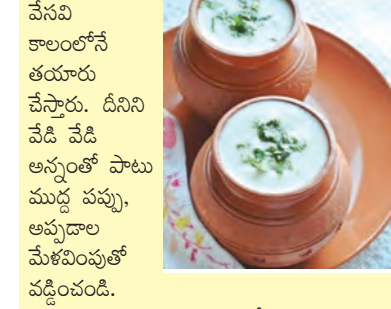 వేసవి
కాలంలోనే
తయారు
చేస్తారు. దీనిని
వేడి వేడి
అన్నంతో పాటు
ముద్ద పప్పు,
అప్పడాల
మేళవింపుతో
వడ్డించండి.